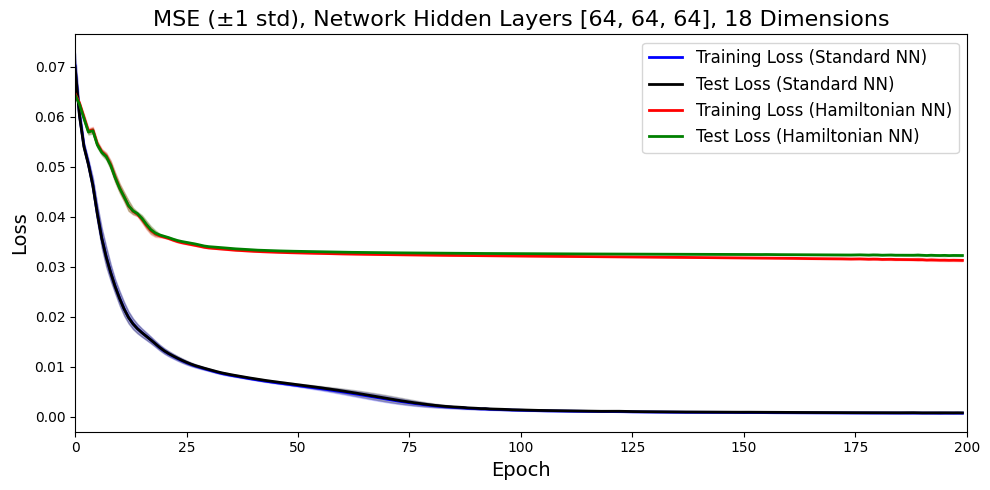 MSE (±1 std), Network Hidden Layers [64, 64, 64], 18 Dimensions
Training Loss (Standard NN)
Test Loss (Standard NN)
Training Loss (Hamiltonian NN)
Test Loss (Hamiltonian NN)
Loss
0.07
0.06
0.05
0.04
0.03
0.02
0.01
0.00
0 25 50 75 100 125 150 175 200
Epoch